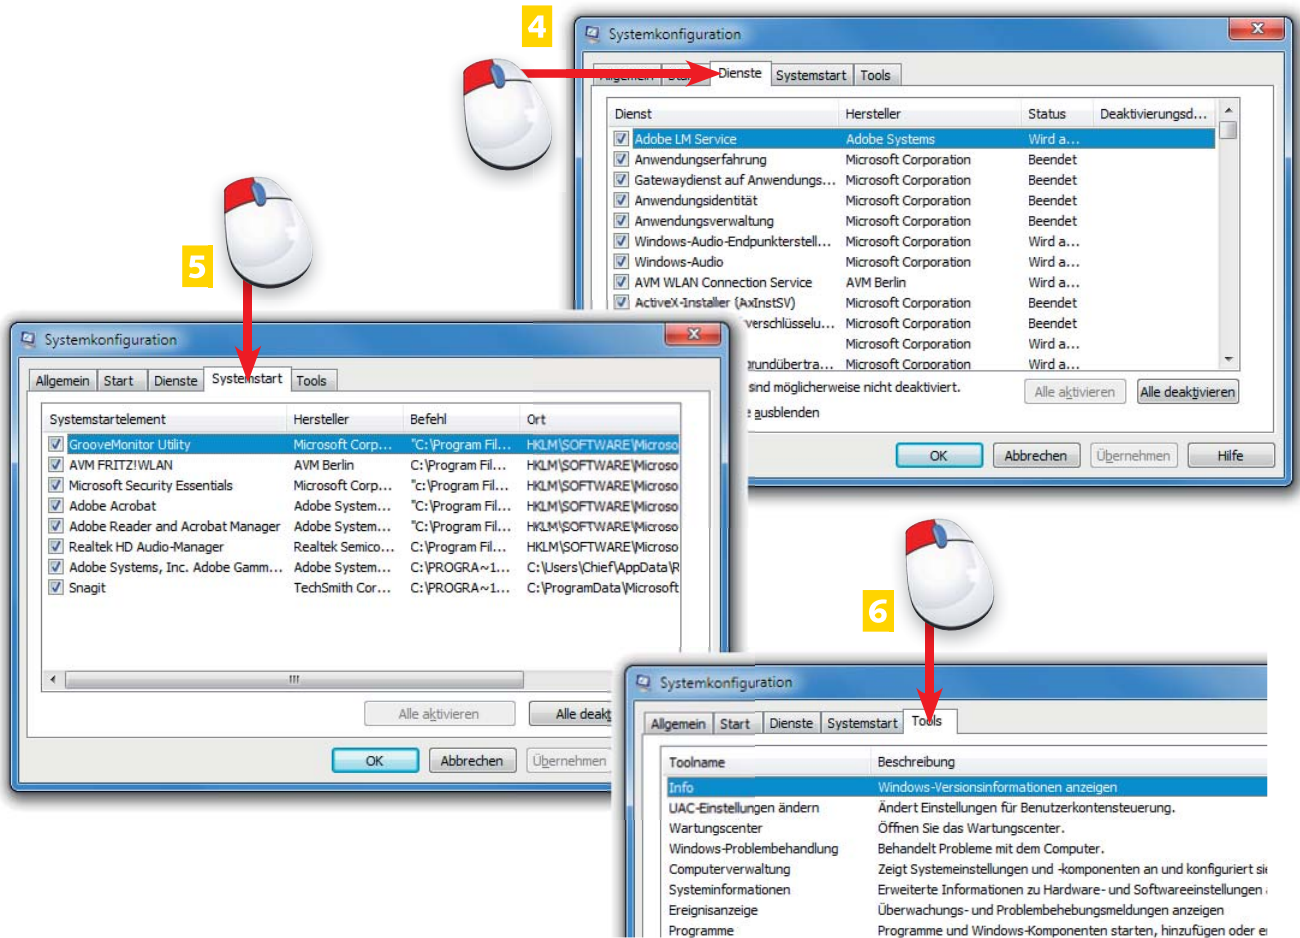 4
Systemkonfiguration
Dienste Systemstart Tools
Dienst Hersteller Status Deaktivierungsd...
Adobe LM Service Adobe Systems Wird a...
Anwendungserfahrung Microsoft Corporation Beendet
Gatewaydienst auf Anwendungs... Microsoft Corporation Beendet
Anwendungsidentität Microsoft Corporation Beendet
Anwendungsverwaltung Microsoft Corporation Beendet
Windows-Audio-Endpunkterstell... Microsoft Corporation Wird a...
Windows-Audio Microsoft Corporation Wird a...
AVM WLAN Connection Service AVM Berlin Wird a...
ActiveX-Installer (AxInstSV) Microsoft Corporation Beendet
verschlüsselu... Microsoft Corporation Beendet
Microsoft Corporation Wird a...
grundübertra... Microsoft Corporation Wird a...
sind möglicherweise nicht deaktiviert.
Alle aktivieren Alle deaktivieren
ausblenden
OK Abbrechen Übernehmen Hilfe
5
Systemkonfiguration
Allgemein Start Dienste Systemstart Tools
Systemstartelement Hersteller Befehl Ort
GrooveMonitor Utility Microsoft Corp... "C:\Program Fil... HKLM\SOFTWARE\Microso
AVM FRITZ!WLAN AVM Berlin C:\Program Fil... HKLM\SOFTWARE\Microso
Microsoft Security Essentials Microsoft Corp... "c:\Program Fil... HKLM\SOFTWARE\Microso
Adobe Acrobat Adobe System... "C:\Program Fil... HKLM\SOFTWARE\Microso
Adobe Reader and Acrobat Manager Adobe System... "C:\Program Fil... HKLM\SOFTWARE\Microso
Realtek HD Audio-Manager Realtek Semico... C:\Program Fil... HKLM\SOFTWARE\Microso
Adobe Systems, Inc. Adobe Gamm... Adobe System... C:\PROGRA~1... C:\Users\Chief\AppData\R
Snagit TechSmith Cor... C:\PROGRA~1... C:\ProgramData\Microsoft
Alle aktivieren Alle deakt
OK Abbrechen Übernehmen
6
Systemkonfiguration
Allgemein Start Dienste Systemstart Tools
Toolname Beschreibung
Info Windows-Versionsinformationen anzeigen
UAC-Einstellungen ändern Ändert Einstellungen für Benutzerkontensteuerung.
Wartungscenter Öffnen Sie das Wartungscenter.
Windows-Problembehandlung Behandelt Probleme mit dem Computer.
Computerverwaltung Zeigt Systemeinstellungen und -komponenten an und konfiguriert sie
Systeminformationen Erweiterte Informationen zu Hardware- und Softwareeinstellungen
Ereignisanzeige Überwachungs- und Problembehebungsmeldungen anzeigen
Programme Programme und Windows-Komponenten starten, hinzufügen oder